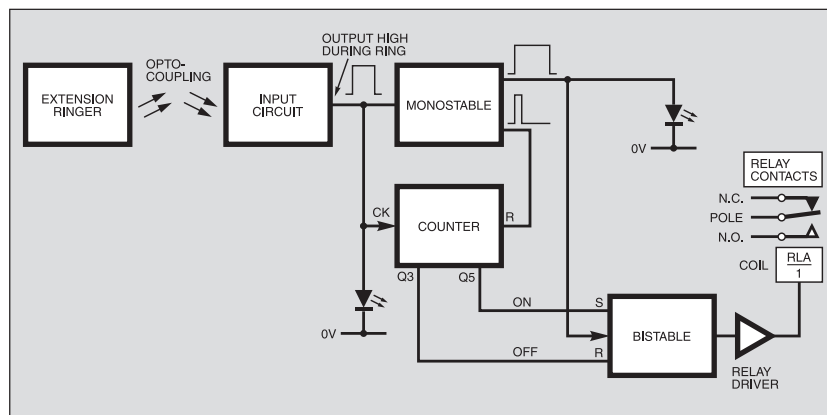 OUTPUT HIGH
DURING RING
OPTO-
COUPLING
EXTENSION
RINGER
INPUT
CIRCUIT
MONOSTABLE
0V
RELAY
CONTACTS
N.C.
POLE
N.O.
CK
COUNTER
R
COIL
RLA
1
Q3
Q5
ON
S
BISTABLE
0V
OFF
R
RELAY
DRIVER